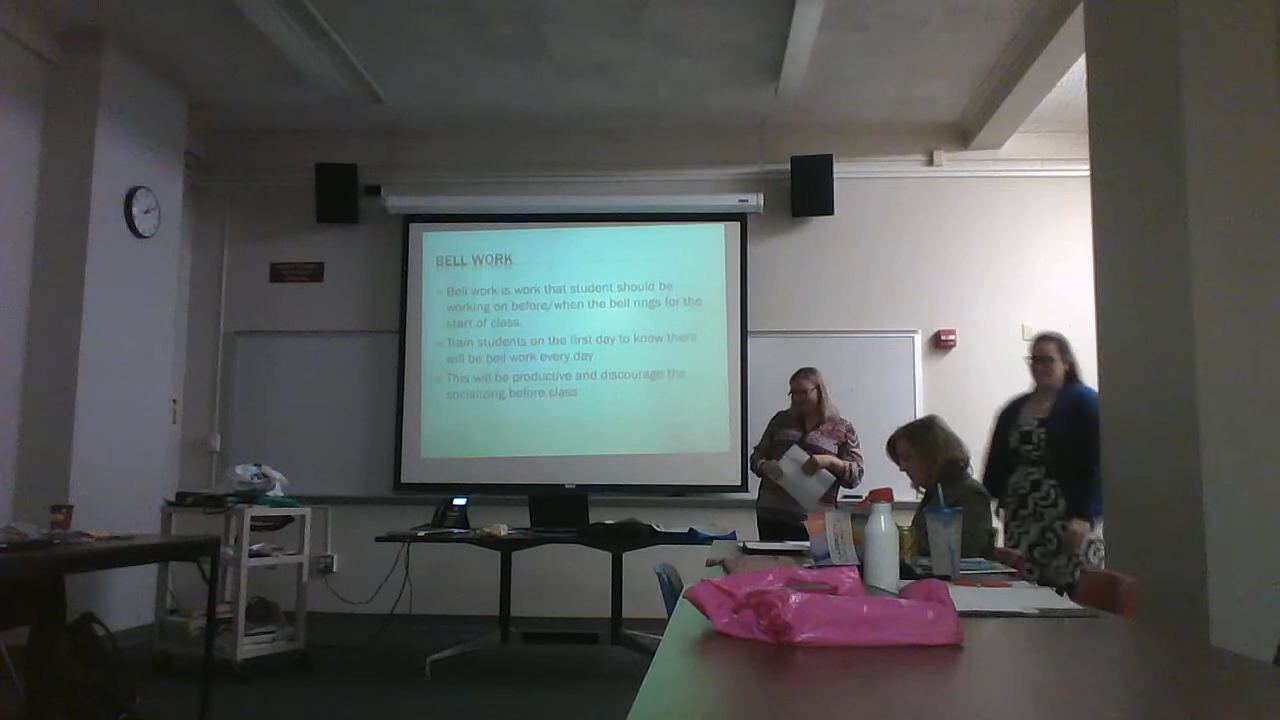 BELL WORK
Bell work is work that student should be
working on before/when the bell rings for the
start of class.
Train students on the first day to know there
will be bell work every day
This will be productive and discourage the
socializing before class